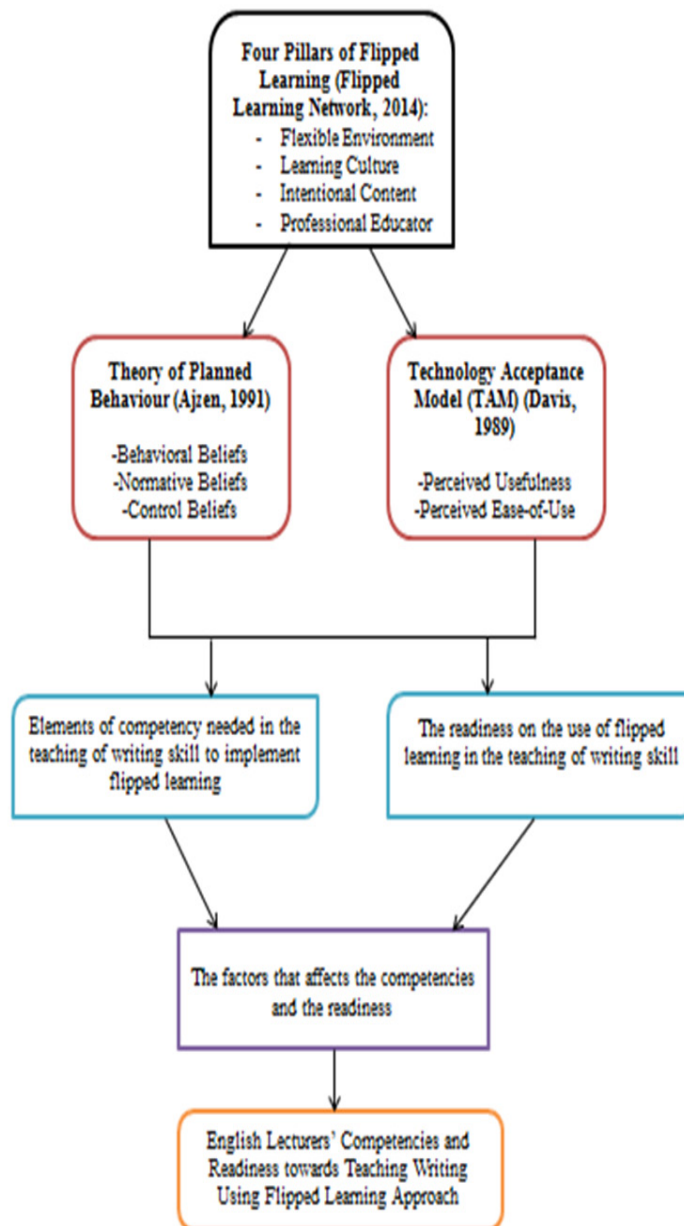 Four Pillars of Flipped
Learning (Flipped
Learning Network, 2014):
- Flexible Environment
- Learning Culture
- Intentional Content
- Professional Educator
Theory of Planned
Behaviour (Ajzen, 1991)
-Behavioral Beliefs
-Normative Beliefs
-Control Beliefs
Technology Acceptance
Model (TAM) (Davis,
1989)
-Perceived Usefulness
-Perceived Ease-of-Use
Elements of competency needed in the
teaching of writing skill to implement
flipped learning
The readiness on the use of flipped
learning in the teaching of writing skill
The factors that affects the competencies
and the readiness
English Lecturers’ Competencies and
Readiness towards Teaching Writing
Using Flipped Learning Approach